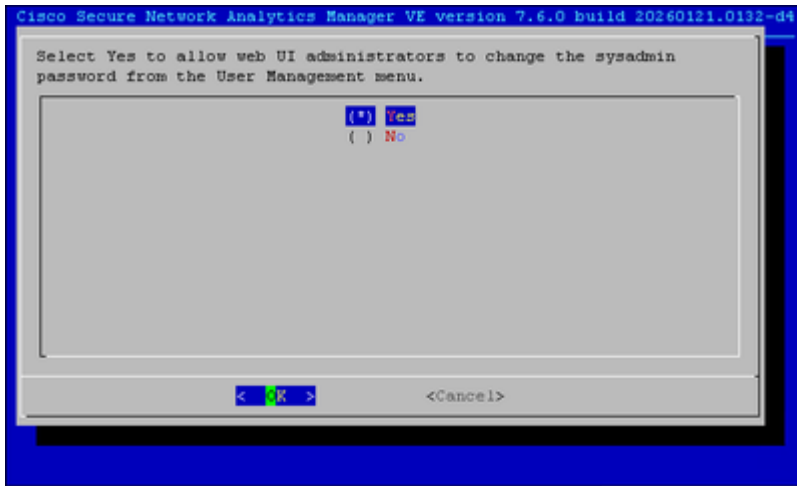 Cisco Secure Network Analytics Manager VE version 7.6.0 build 20260121.0132-d4
Select Yes to allow web UI administrators to change the sysadmin
password from the User Management menu.
(*) Yes
( ) No
< OK > <Cancel>